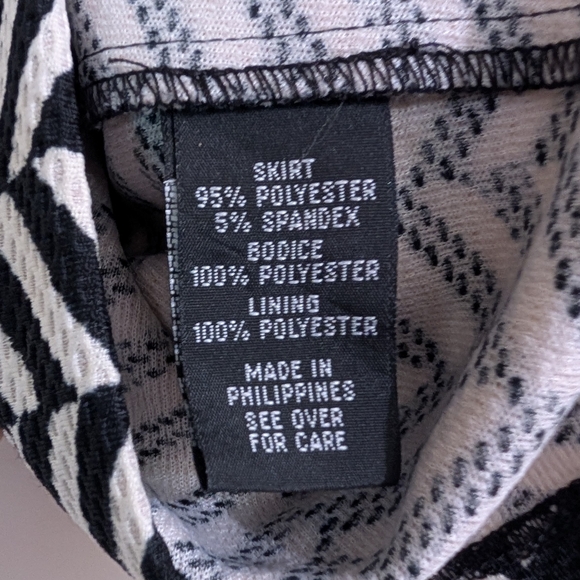 SKIRT
95% POLYESTER
5% SPANDEX
BODICE
100% POLYESTER
LINING
100% POLYESTER
MADE IN
PHILIPPINES
SEE OVER
FOR CARE